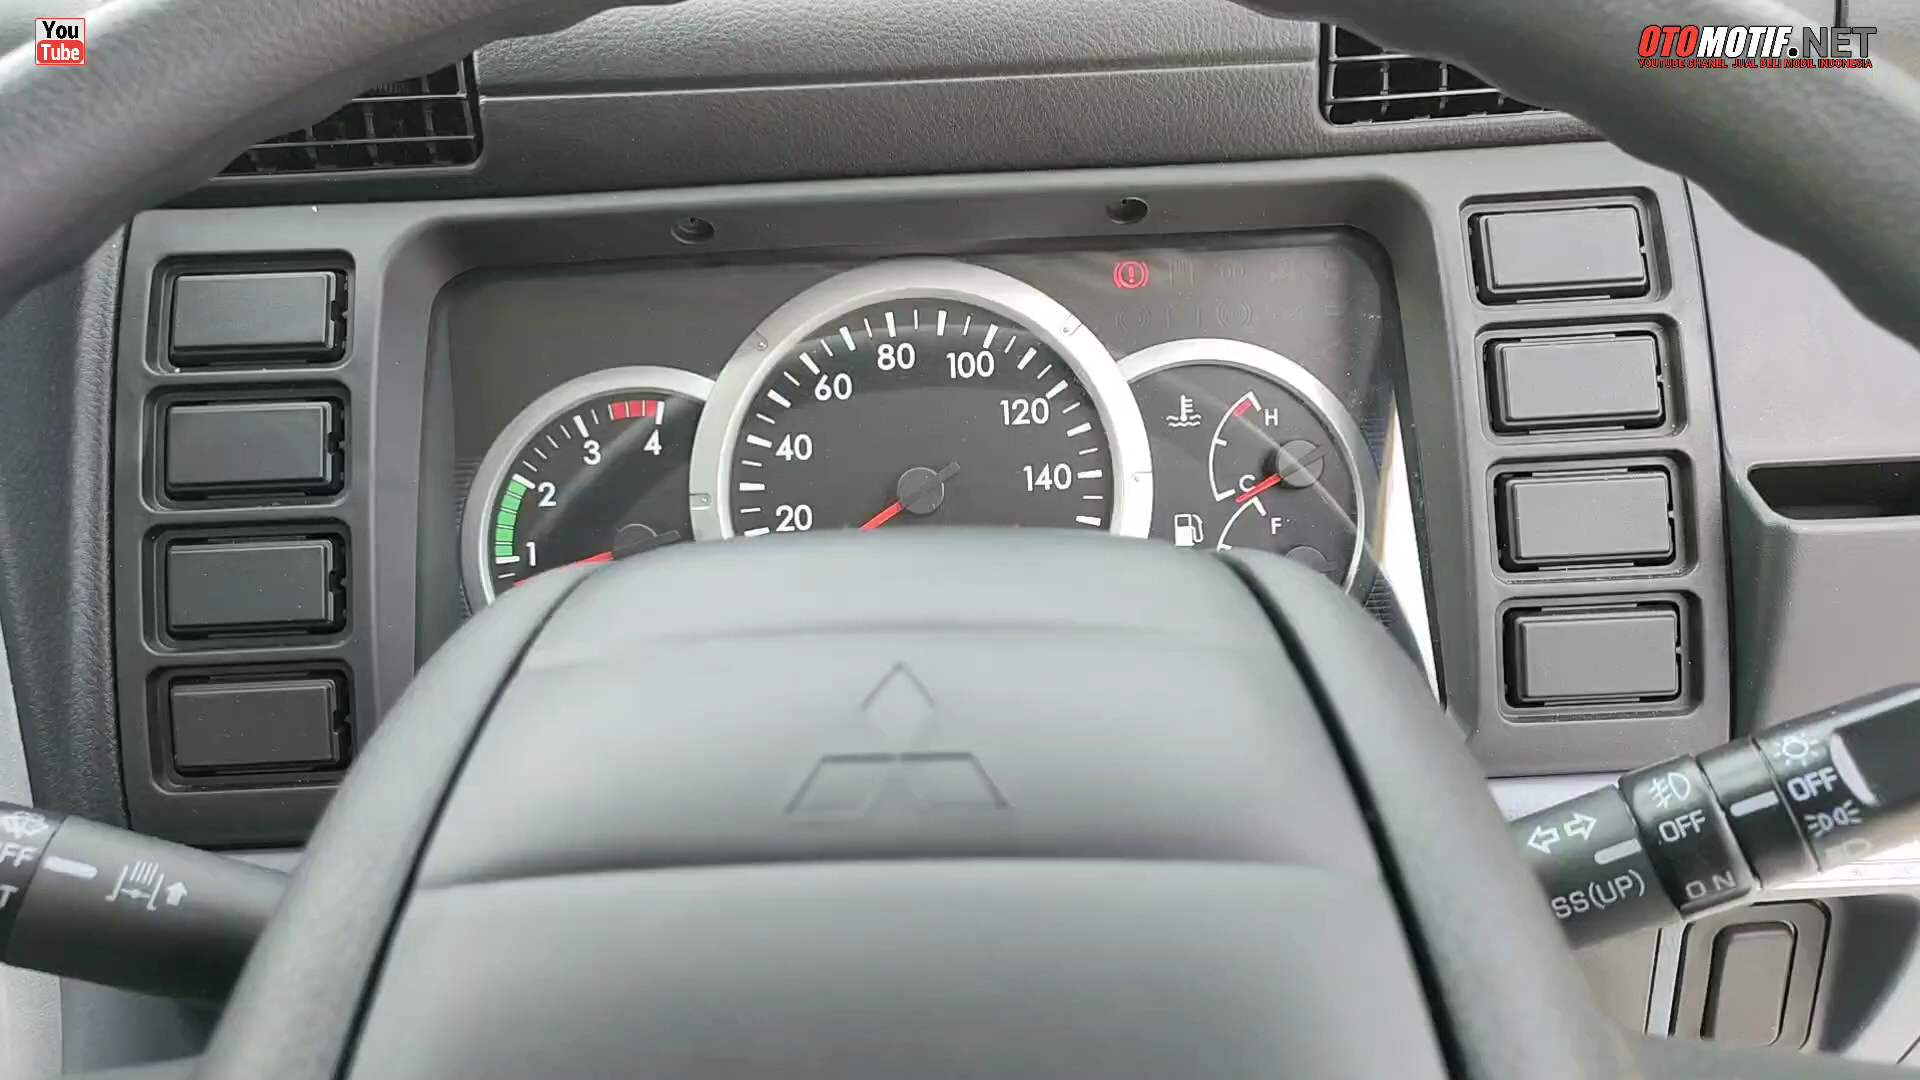 You
Tube
OTOMOTIF.NET
YOUTUBE CHANEL JUAL BELI MOBIL INDONESIA
1
2
3
4
20
40
60
80
100
120
140
H
C
F
OFF
OFF
ON
SS(UP)
FF
T